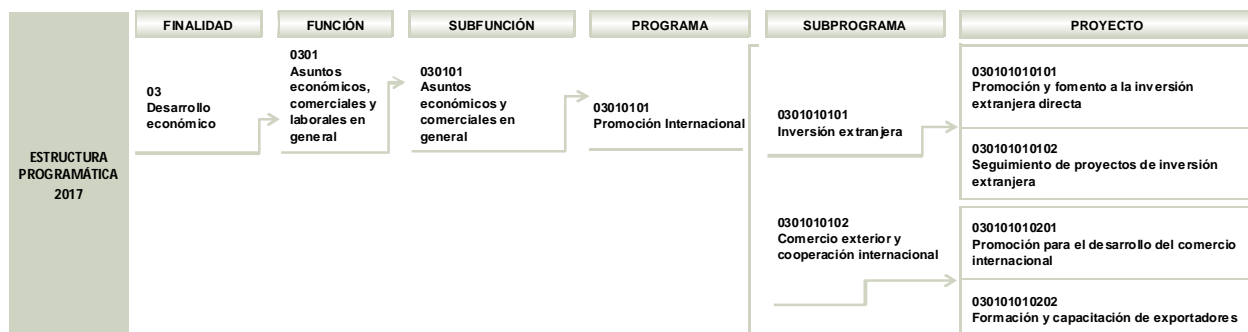 FINALIDAD
FUNCIÓN
SUBFUNCIÓN
PROGRAMA
SUBPROGRAMA
PROYECTO
ESTRUCTURA
PROGRAMÁTICA
2017
03
Desarrollo
económico
0301
Asuntos
económicos,
comerciales y
laborales en
general
030101
Asuntos
económicos y
comerciales en
general
03010101
Promoción Internacional
0301010101
Inversión extranjera
030101010101
Promoción y fomento a la inversión
extranjera directa
030101010102
Seguimiento de proyectos de inversión
extranjera
0301010102
Comercio exterior y
cooperación internacional
030101010201
Promoción para el desarrollo del comercio
internacional
030101010202
Formación y capacitación de exportadores